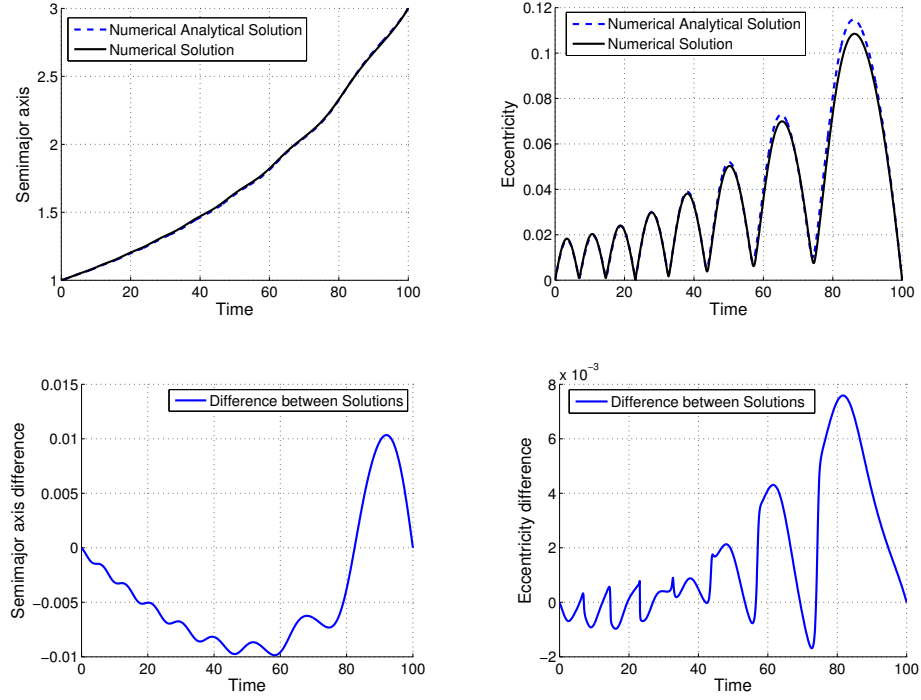 3
2.5
2
1.5
1
0 20 40 60 80 100
Time
Semimajor axis
Numerical Analytical Solution
Numerical Solution
0.12
0.1
0.08
0.06
0.04
0.02
0
0 20 40 60 80 100
Time
Eccentricity
Numerical Analytical Solution
Numerical Solution
0.015
0.01
0.005
0
−0.005
−0.01
0 20 40 60 80 100
Time
Semimajor axis difference
Difference between Solutions
x 10⁻³
8
6
4
2
0
−2
0 20 40 60 80 100
Time
Eccentricity difference
Difference between Solutions